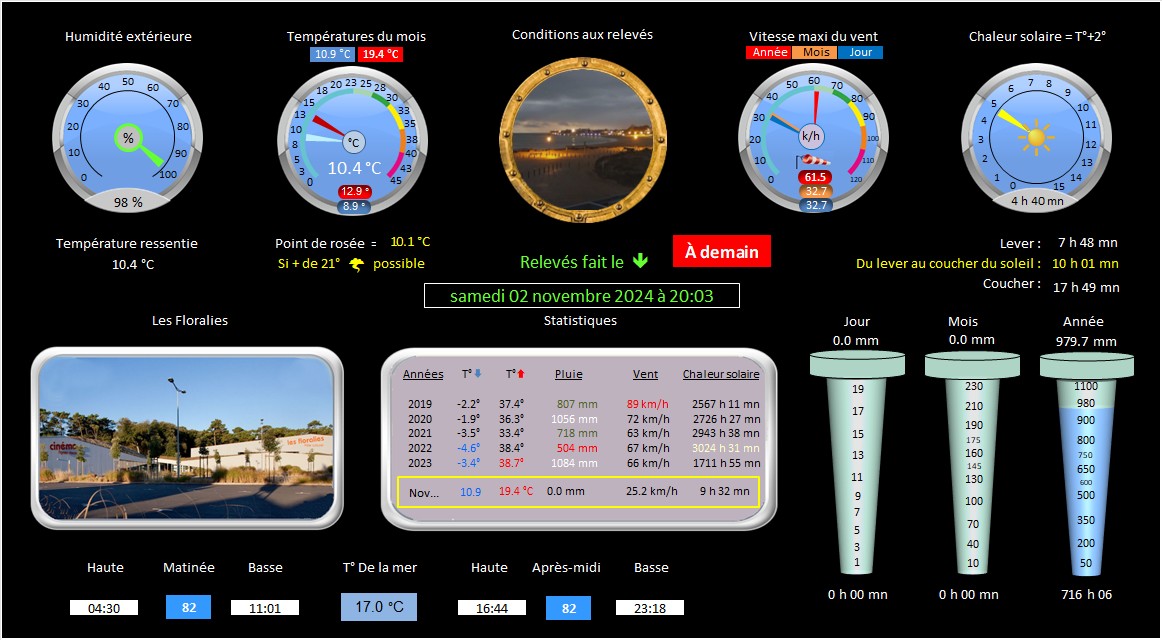 Humidité extérieure
0 10 20 30 40 50 60 70 80 90 100
%
98 %
Températures du mois
10.9 °C 19.4 °C
0 3 5 8 10 13 15 18 20 23 25 28 30 33 35 38 40 43 45
°C
10.4 °C
12.9 °
8.9 °
Conditions aux relevés
Vitesse maxi du vent
Année Mois Jour
0 10 20 30 40 50 60 70 80 90 100 110 120
k/h
61.5
32.7
32.7
Chaleur solaire = T°+2°
0 1 2 3 4 5 6 7 8 9 10 11 12 13 14 15
4 h 40 mn
Température ressentie
10.4 °C
Point de rosée = 10.1 °C
Si + de 21° possible
Relevés fait le
À demain
Lever : 7 h 48 mn
Du lever au coucher du soleil : 10 h 01 mn
Coucher : 17 h 49 mn
samedi 02 novembre 2024 à 20:03
Les Floralies
cinéma
les floralies
Statistiques
Années T° T° Pluie Vent Chaleur solaire
2019 -2.2° 37.4° 807 mm 89 km/h 2567 h 11 mn
2020 -1.9° 36.3° 1056 mm 72 km/h 2726 h 27 mn
2021 -3.5° 33.4° 718 mm 63 km/h 2943 h 38 mn
2022 -4.6° 38.4° 504 mm 67 km/h 3024 h 31 mn
2023 -3.4° 38.7° 1084 mm 66 km/h 1711 h 55 mn
Nov... 10.9 19.4 °C 0.0 mm 25.2 km/h 9 h 32 mn
Jour
0.0 mm
19
17
15
13
11
9
7
5
3
1
0 h 00 mn
Mois
0.0 mm
230
210
190
175
160
145
130
100
70
40
10
0 h 00 mn
Année
979.7 mm
1100
980
900
800
750
650
600
500
350
200
50
716 h 06
Haute Matinée Basse
04:30 82 11:01
T° De la mer
17.0 °C
Haute Après-midi Basse
16:44 82 23:18